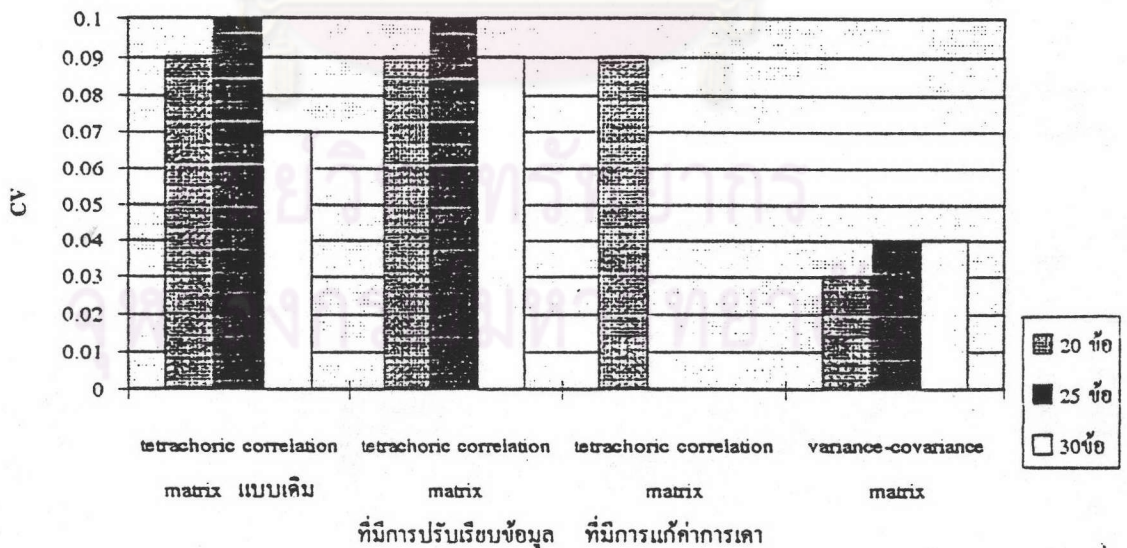 0.1
0.09
0.08
0.07
0.06
0.05
0.04
0.03
0.02
0.01
0
CV
tetrachoric correlation matrix แบบเดิม
tetrachoric correlation matrix ที่มีการปรับเรียบข้อมูล
tetrachoric correlation matrix ที่มีการแก้ค่าการเดา
variance-covariance matrix
20 ข้อ
25 ข้อ
30ข้อ